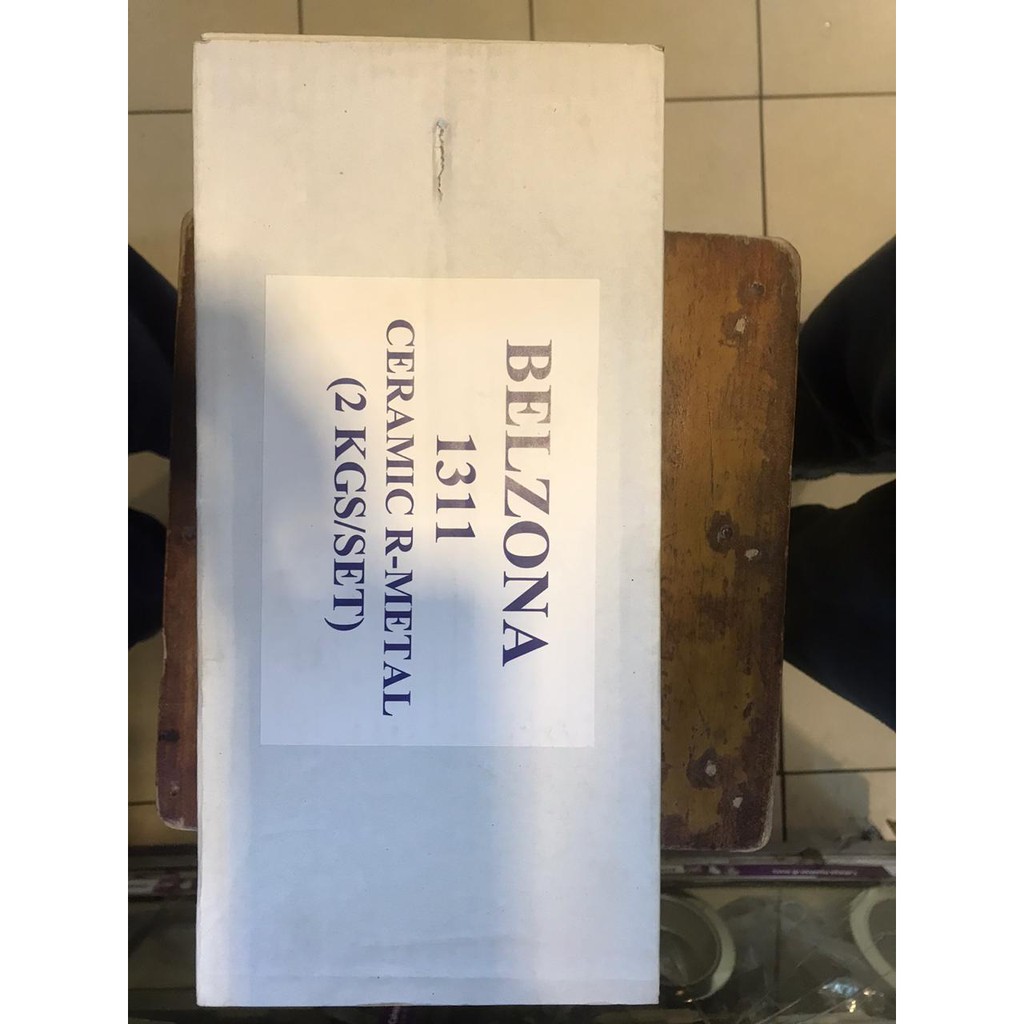 BELZONA
1311
CERAMIC R-METAL
(2 KGS/SET)